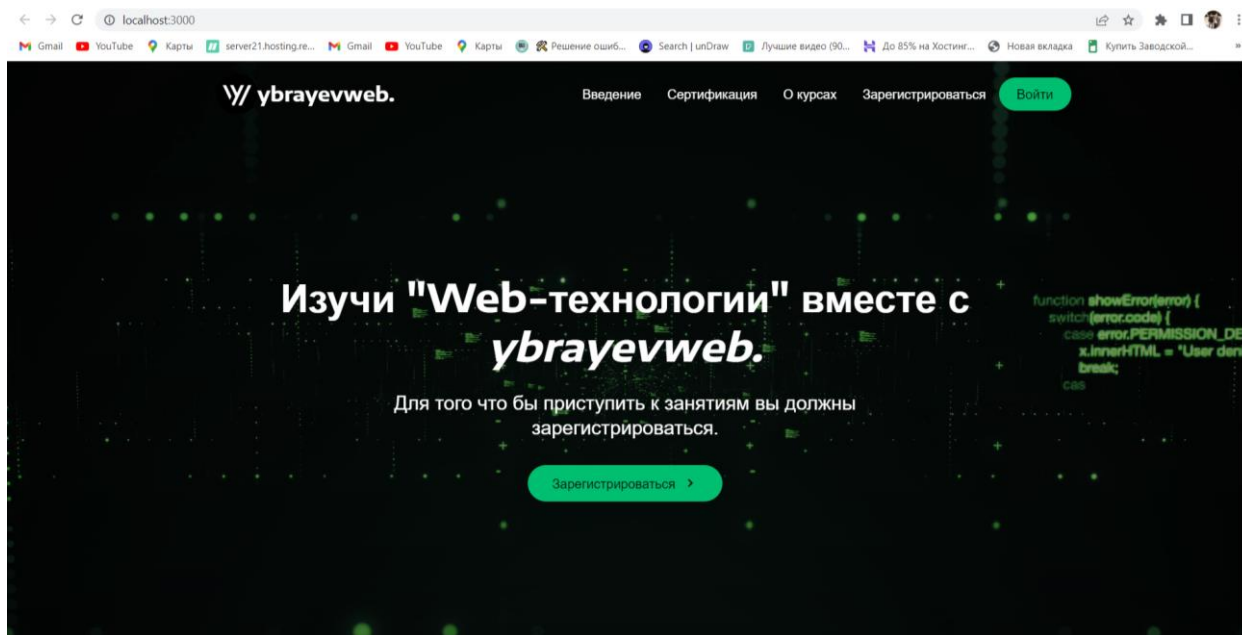 localhost:3000
Gmail YouTube Карты server21.hosting.re... Gmail YouTube Карты Решение ошиб... Search | unDraw Лучшие видео (90... До 85% на Хостинг... Новая вкладка Купить Заводской... »
ybrayevweb. Введение Сертификация О курсах Зарегистрироваться Войти
Изучи "Web-технологии" вместе с
ybrayevweb.
Для того что бы приступить к занятиям вы должны
зарегистрироваться.
Зарегистрироваться
function showError(error) {
switch(error.code) {
case error.PERMISSION_DE
x.innerHTML = "User den
break;
cas